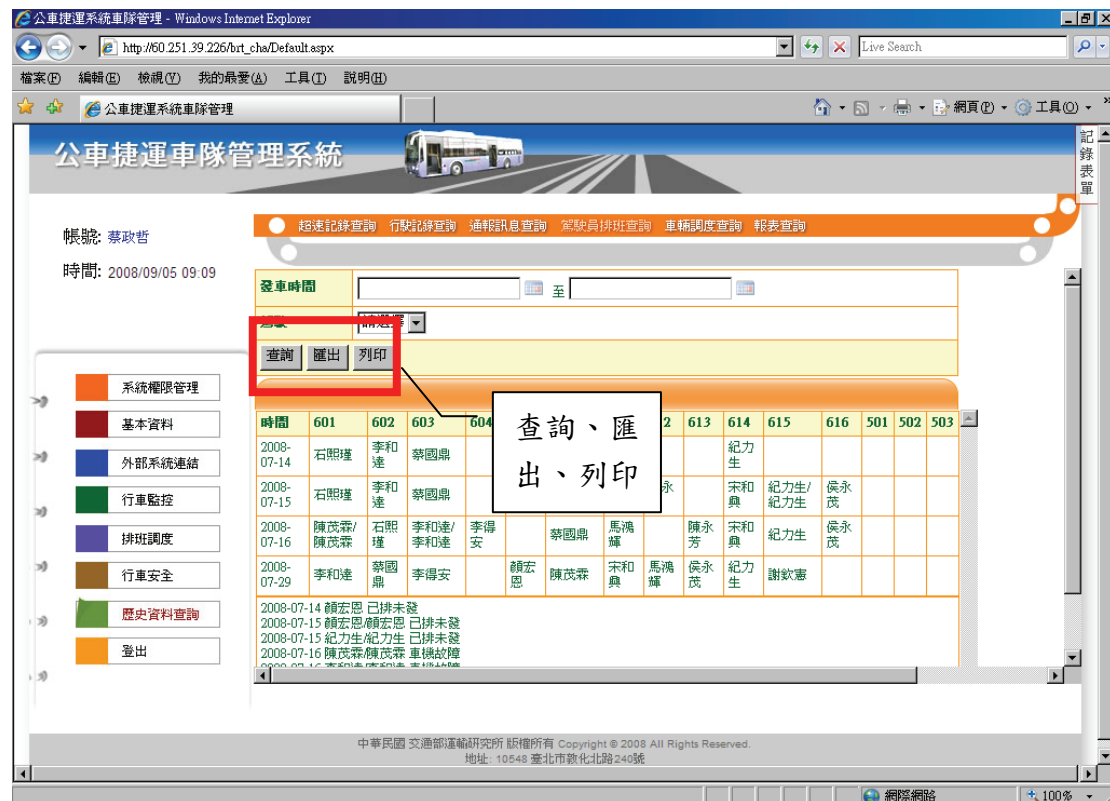 公車捷運系統車隊管理 - Windows Internet Explorer
http://60.251.39.226/brt_cha/Default.aspx
Live Search
檔案(F) 編輯(E) 檢視(V) 我的最愛(A) 工具(T) 說明(H)
公車捷運系統車隊管理
網頁(P) 工具(O)
公車捷運車隊管理系統
記錄表單
帳號: 蔡政哲
時間: 2008/09/05 09:09
超速記錄查詢 行駛記錄查詢 通報訊息查詢 駕駛員排班查詢 車輛調度查詢 報表查詢
發車時間 至
請選擇
查詢 匯出 列印
查詢、匯
出、列印
系統權限管理
基本資料
外部系統連結
行車監控
排班調度
行車安全
歷史資料查詢
登出
時間 601 602 603 604 2 613 614 615 616 501 502 503
2008-07-14 石熙瑾 李和達 蔡國鼎 紀力生
2008-07-15 石熙瑾 李和達 蔡國鼎 永 宋和興 紀力生/紀力生 侯永茂
2008-07-16 陳茂霖/陳茂霖 石熙瑾 李和達/李和達 李得安 蔡國鼎 馬鴻輝 陳永芳 宋和興 紀力生 侯永茂
2008-07-29 李和達 蔡國鼎 李得安 顏宏恩 陳茂霖 宋和興 馬鴻輝 侯永茂 紀力生 謝欽憲
2008-07-14 顏宏恩 已排未發
2008-07-15 顏宏恩/顏宏恩 已排未發
2008-07-15 紀力生/紀力生 已排未發
2008-07-16 陳茂霖/陳茂霖 車機故障
中華民國 交通部運輸研究所 版權所有 Copyright © 2008 All Rights Reserved.
地址: 10548 臺北市敦化北路240號
網際網路 100%